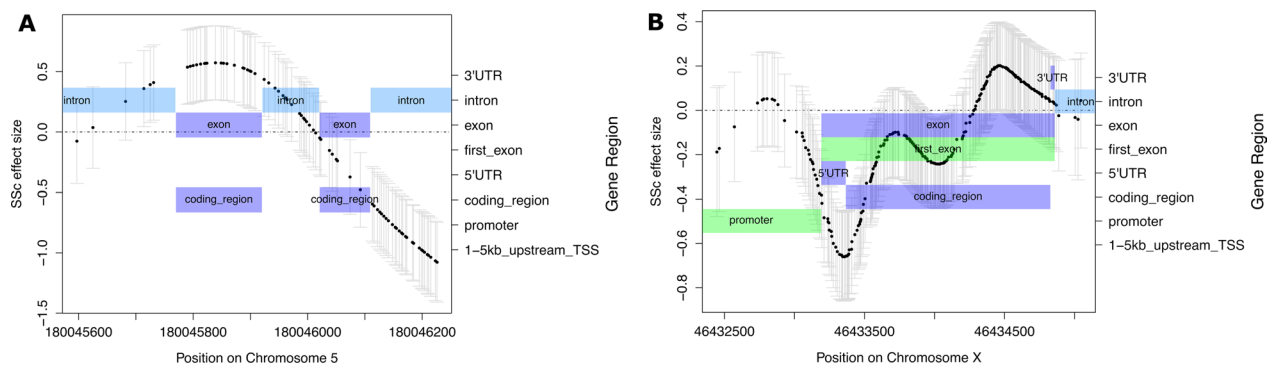 A
SSc effect size
0.5
0.0
−0.5
−1.0
−1.5
intron
intron
intron
exon
exon
coding_region
coding_region
3'UTR
intron
exon
first_exon
5'UTR
coding_region
promoter
1−5kb_upstream_TSS
Gene Region
180045600
180045800
180046000
180046200
Position on Chromosome 5
B
SSc effect size
0.4
0.2
0.0
−0.2
−0.4
−0.6
−0.8
3'UTR
intron
exon
first_exon
5'UTR
coding_region
promoter
3'UTR
intron
exon
first_exon
5'UTR
coding_region
promoter
1−5kb_upstream_TSS
Gene Region
46432500
46433500
46434500
Position on Chromosome X